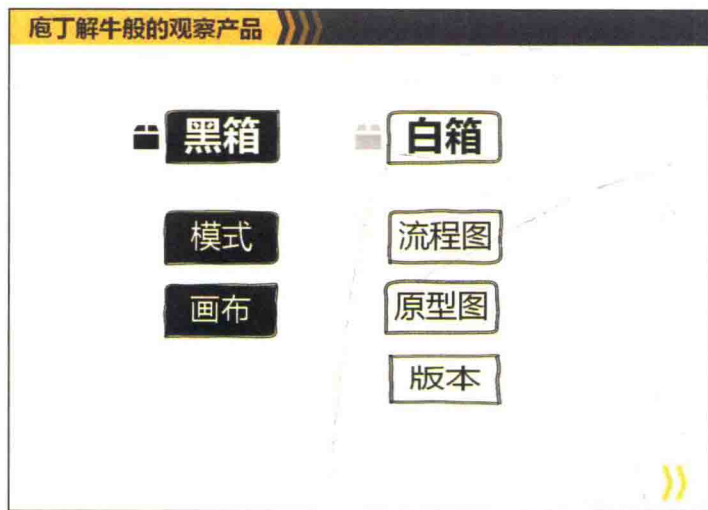 庖丁解牛般的观察产品
黑箱 白箱
模式 流程图
画布 原型图
版本